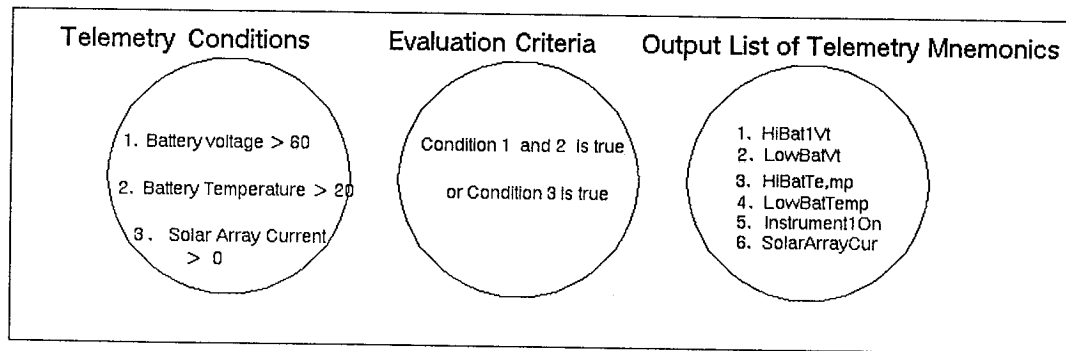 Telemetry Conditions
1. Battery voltage > 60
2. Battery Temperature > 20
3. Solar Array Current
> 0
Evaluation Criteria
Condition 1 and 2 is true
or Condition 3 is true
Output List of Telemetry Mnemonics
1. HiBat1Vt
2. LowBatVt
3. HiBatTe,mp
4. LowBatTemp
5. Instrument1On
6. SolarArrayCur